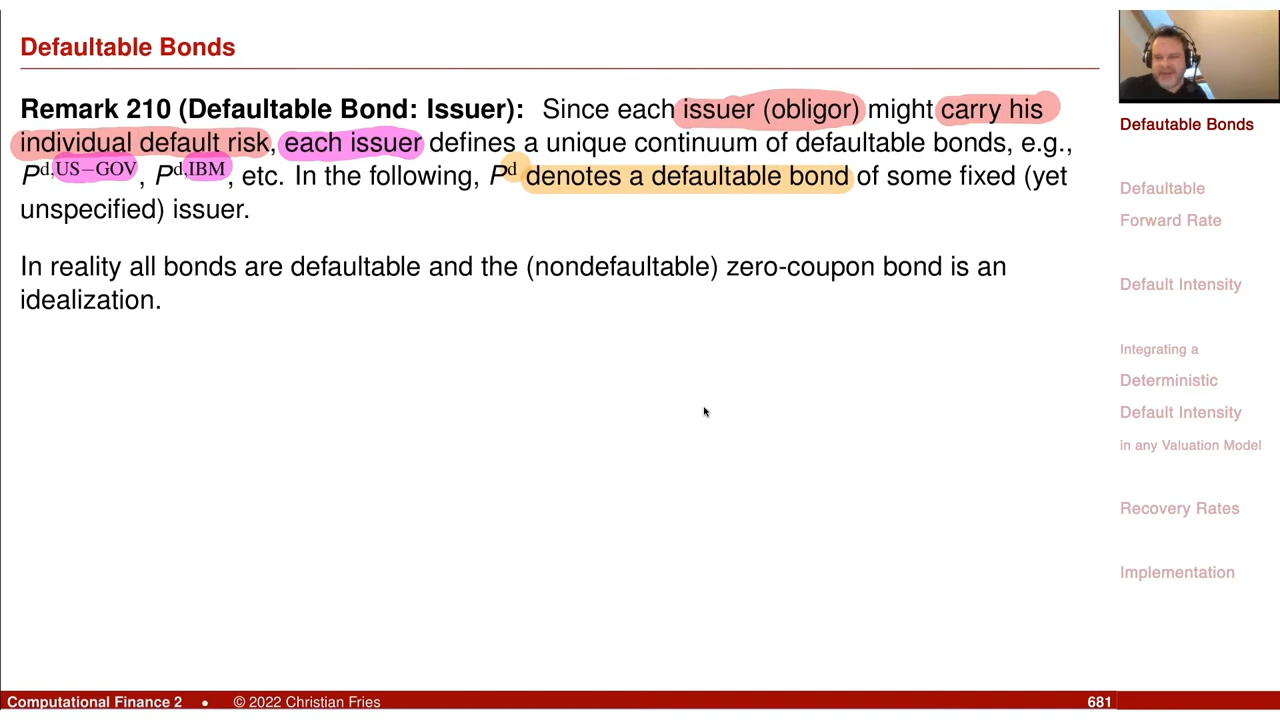 Defaultable Bonds
Remark 210 (Defaultable Bond: Issuer): Since each issuer (obligor) might carry his
individual default risk, each issuer defines a unique continuum of defaultable bonds, e.g.,
P^d,US−GOV, P^d,IBM, etc. In the following, P^d denotes a defaultable bond of some fixed (yet
unspecified) issuer.
In reality all bonds are defaultable and the (nondefaultable) zero-coupon bond is an
idealization.
Defautable Bonds
Defaultable
Forward Rate
Default Intensity
Integrating a
Deterministic
Default Intensity
in any Valuation Model
Recovery Rates
Implementation
Computational Finance 2 • © 2022 Christian Fries 681